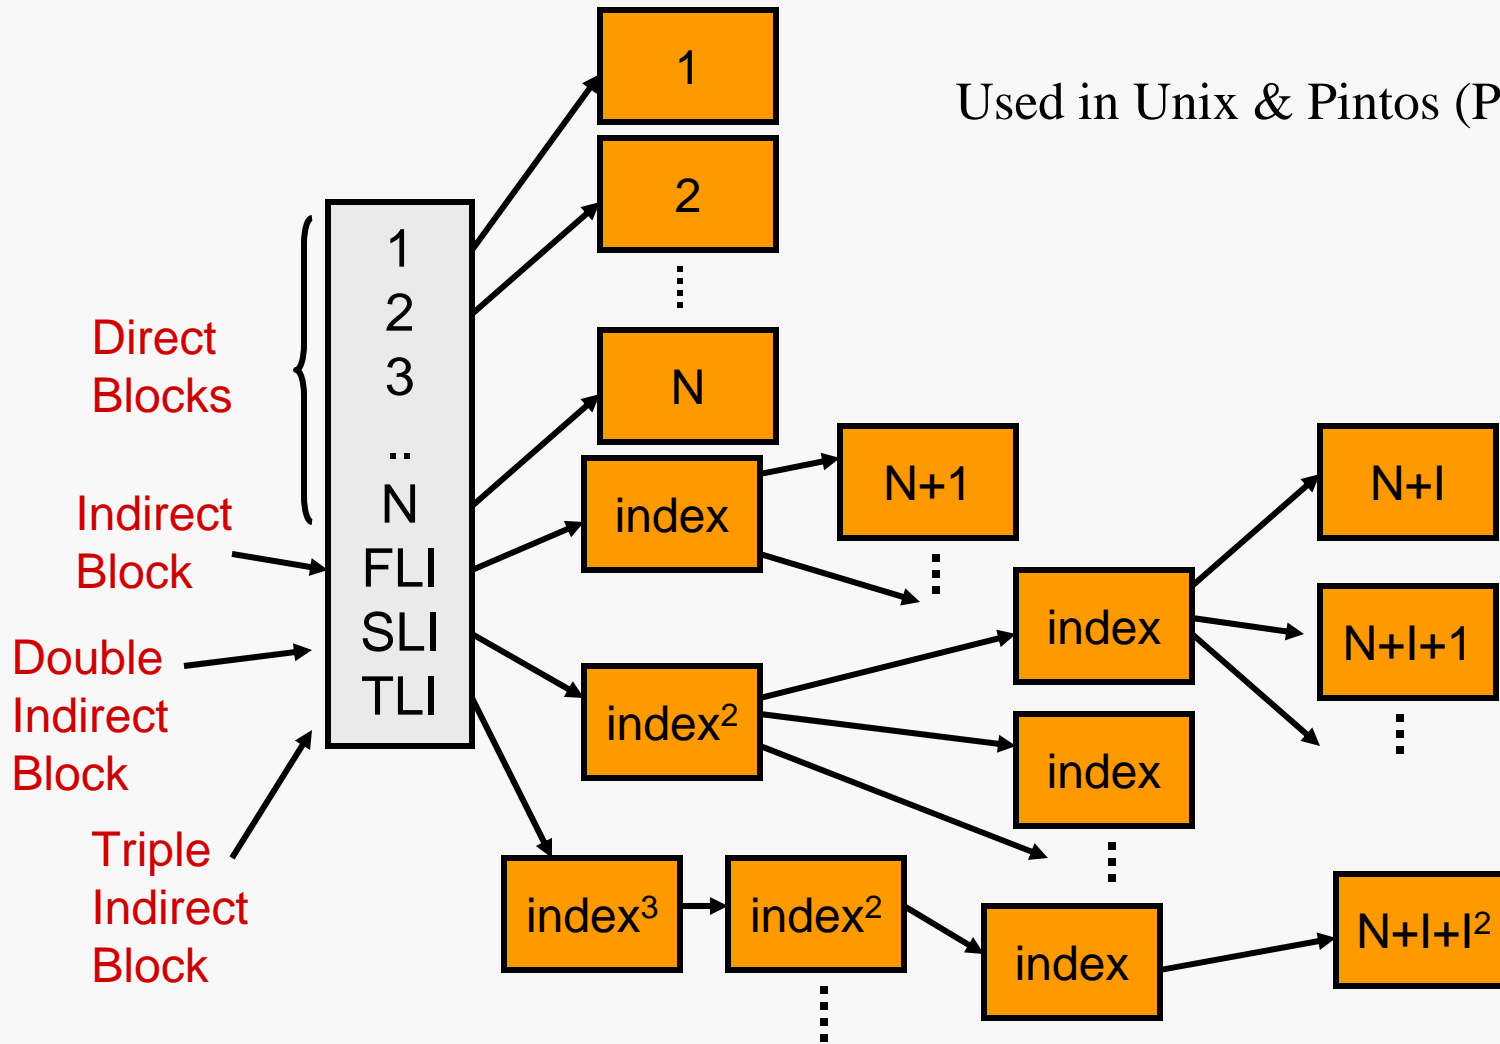 Used in Unix & Pintos (P
Direct
Blocks
Indirect
Block
Double
Indirect
Block
Triple
Indirect
Block
1
2
3
..
N
FLI
SLI
TLI
1
2
N
index
N+1
index²
index
N+I
N+I+1
index
index³
index²
index
N+I+I²